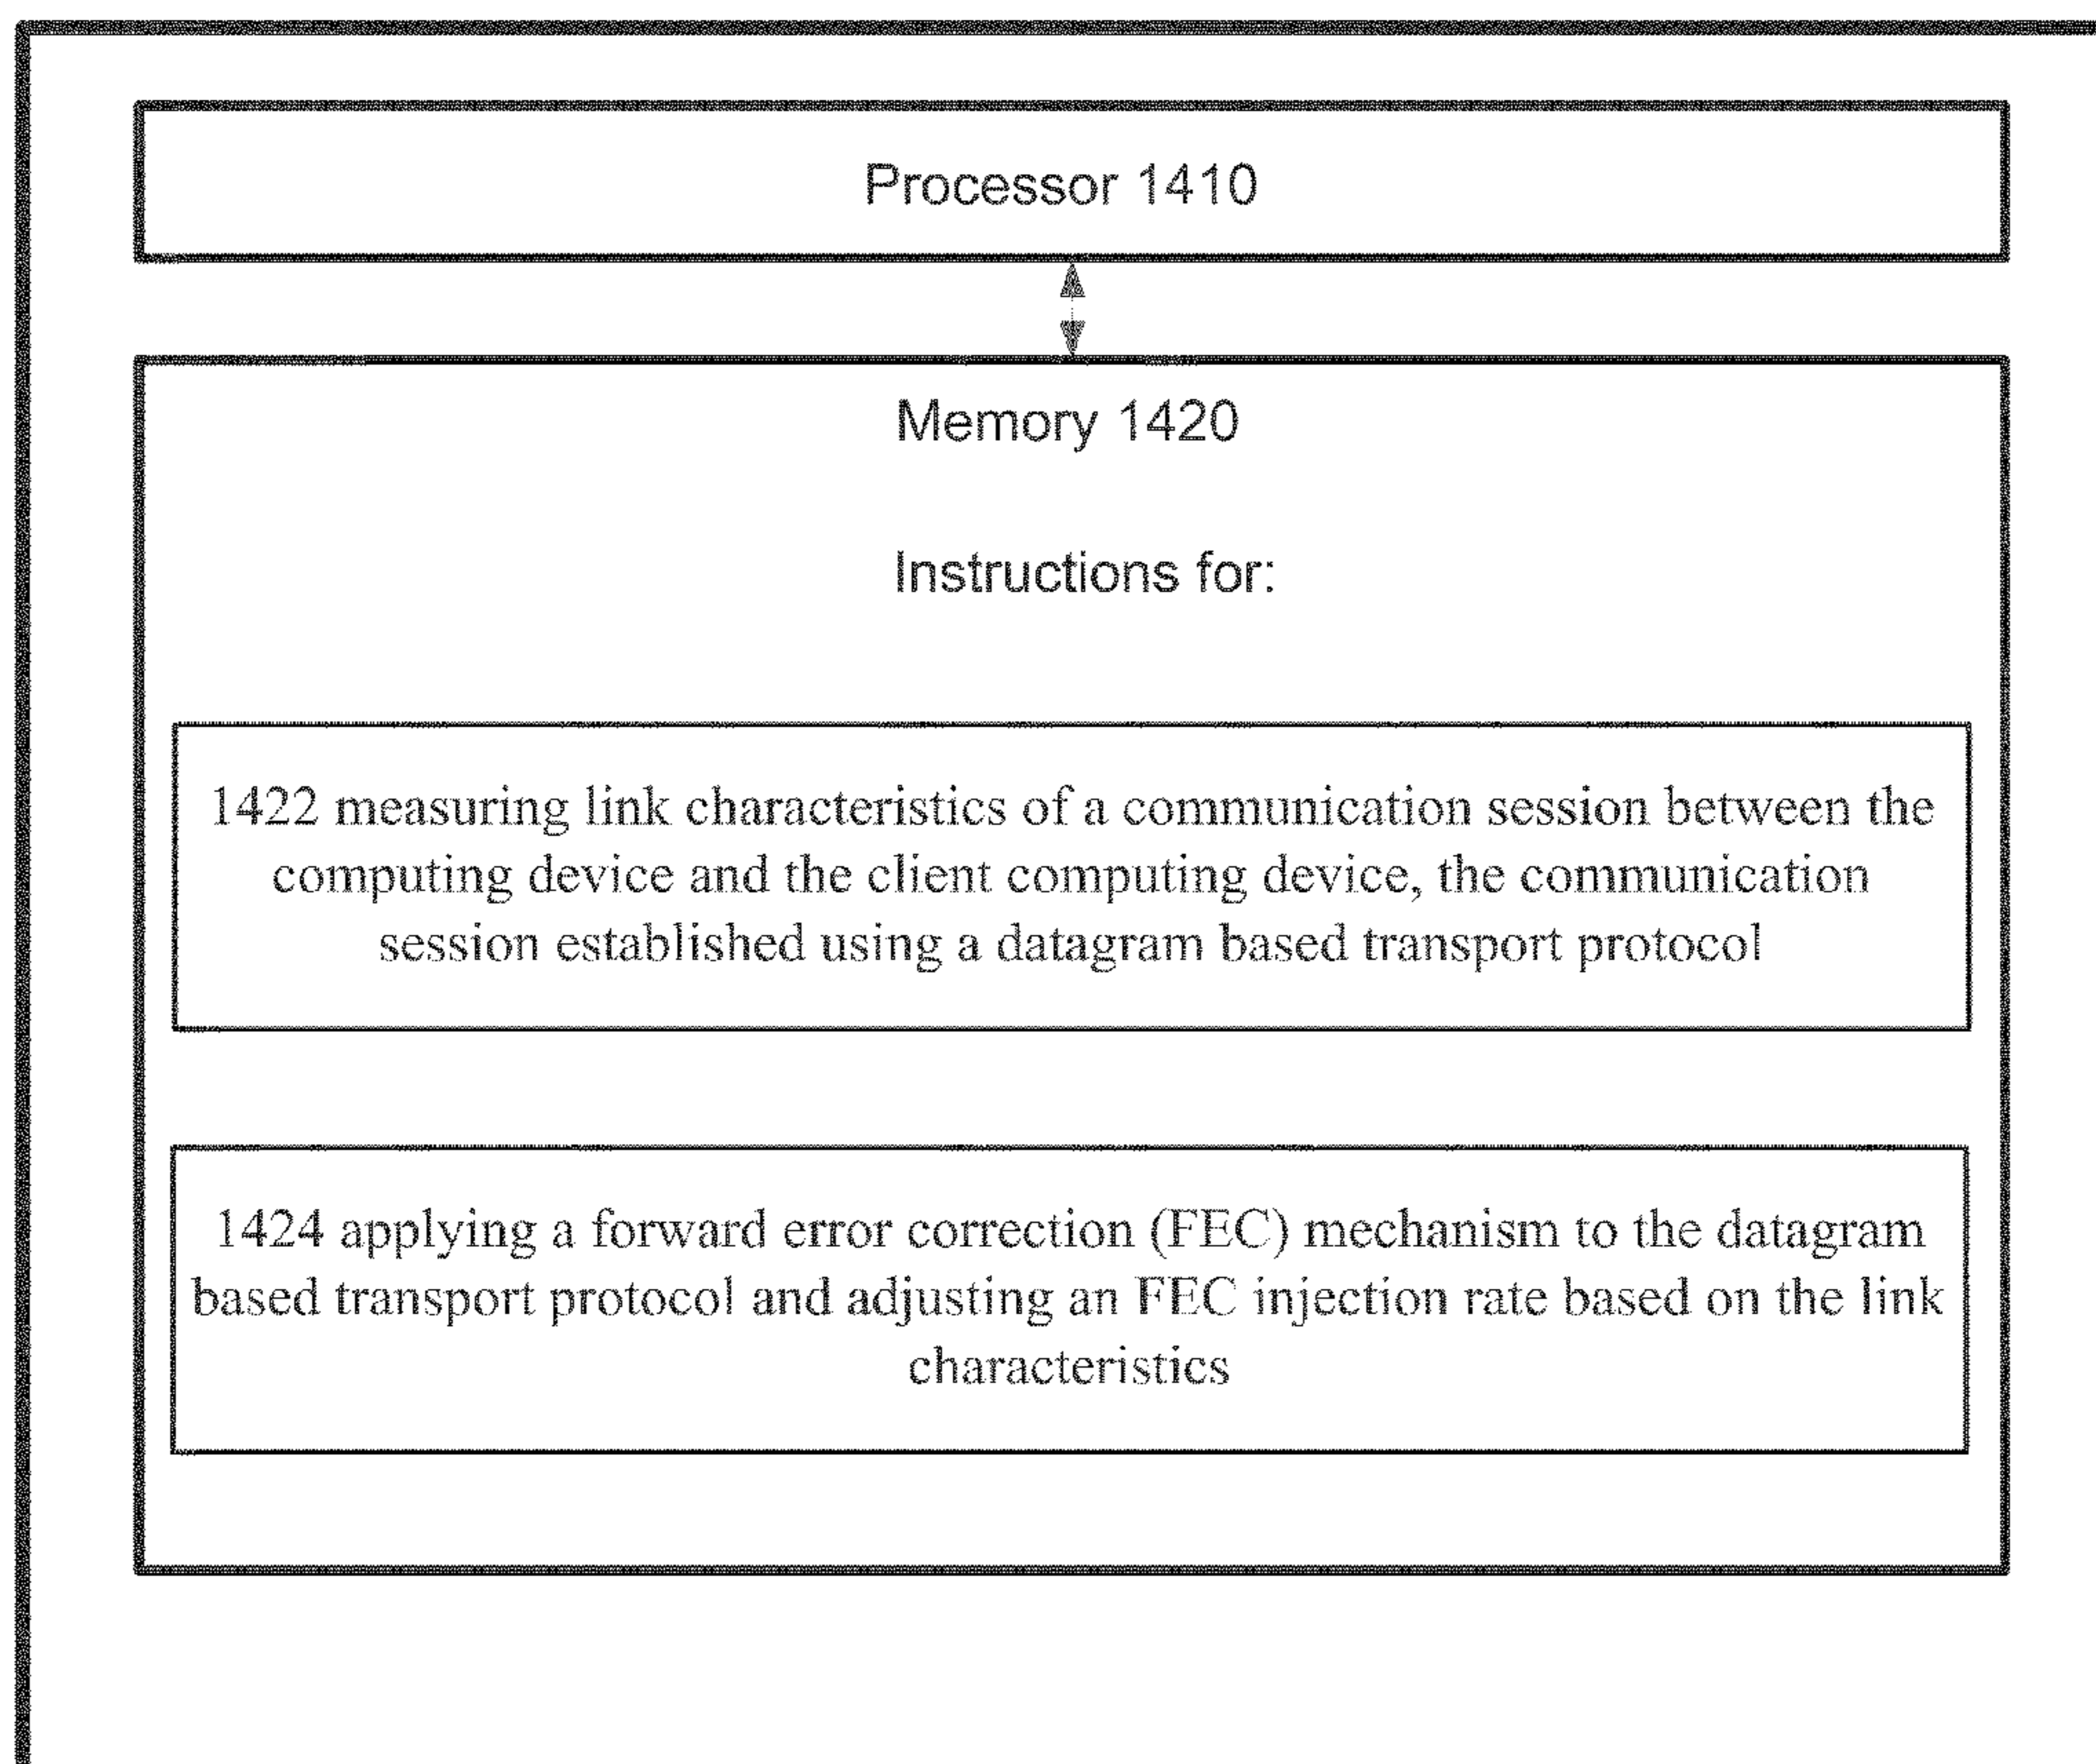 Processor 1410
Memory 1420
Instructions for:
1422 measuring link characteristics of a communication session between the
computing device and the client computing device, the communication
session established using a datagram based transport protocol
1424 applying a forward error correction (FEC) mechanism to the datagram
based transport protocol and adjusting an FEC injection rate based on the link
characteristics